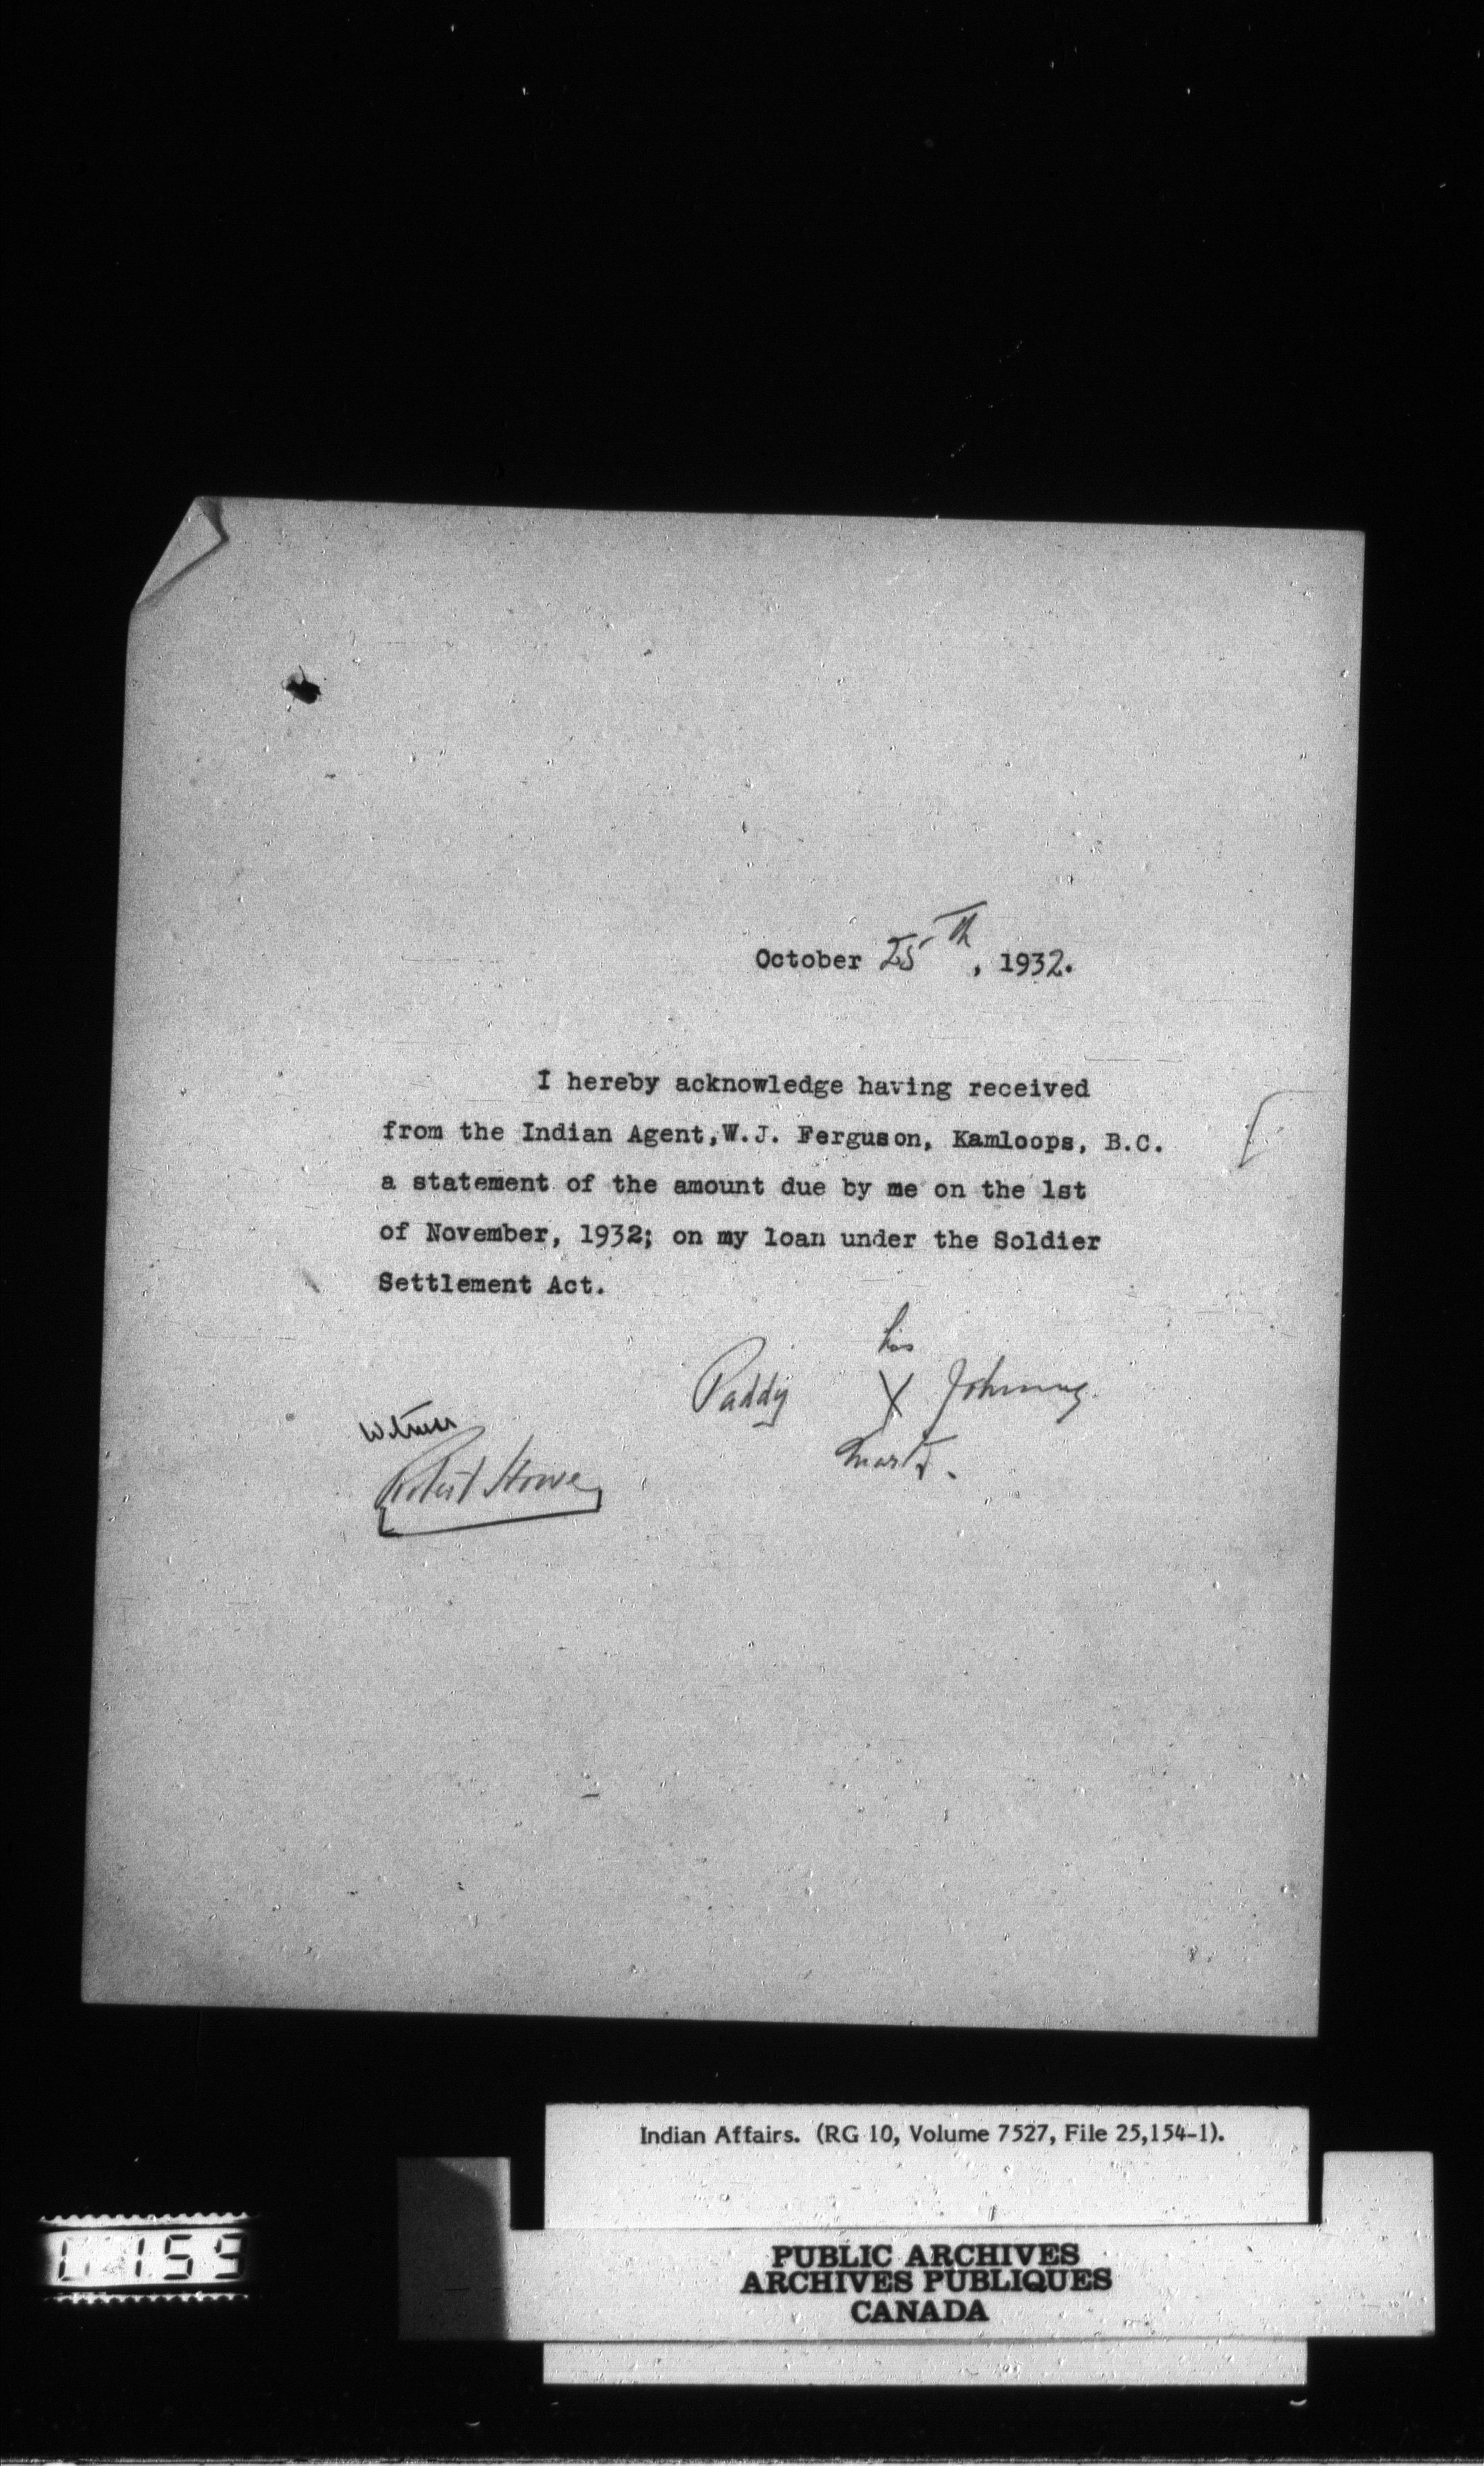 October 25th, 1932.
I hereby acknowledge having received
from the Indian Agent, W.J. Ferguson, Kamloops, B.C.
a statement of the amount due by me on the 1st
of November, 1932; on my loan under the Soldier
Settlement Act.
his
Paddy X Johnny.
mark.
Witness
Robert Howe
Indian Affairs. (RG 10, Volume 7527, File 25,154-1).
PUBLIC ARCHIVES
ARCHIVES PUBLIQUES
CANADA
159